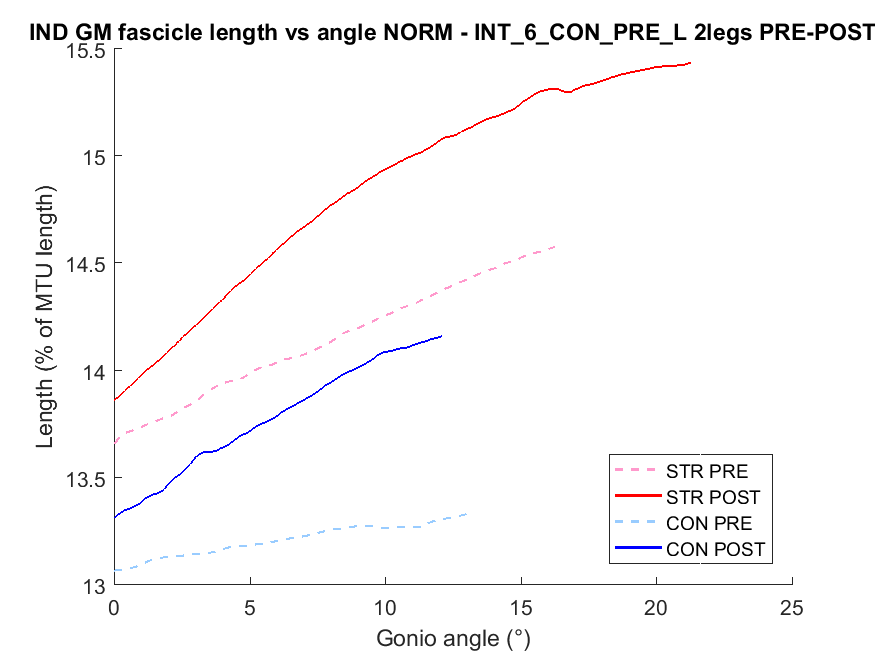 IND GM fascicle length vs angle NORM - INT_6_CON_PRE_L 2legs PRE-POST
15.5
15
14.5
14
13.5
13
Length (% of MTU length)
STR PRE
STR POST
CON PRE
CON POST
0 5 10 15 20 25
Gonio angle (°)